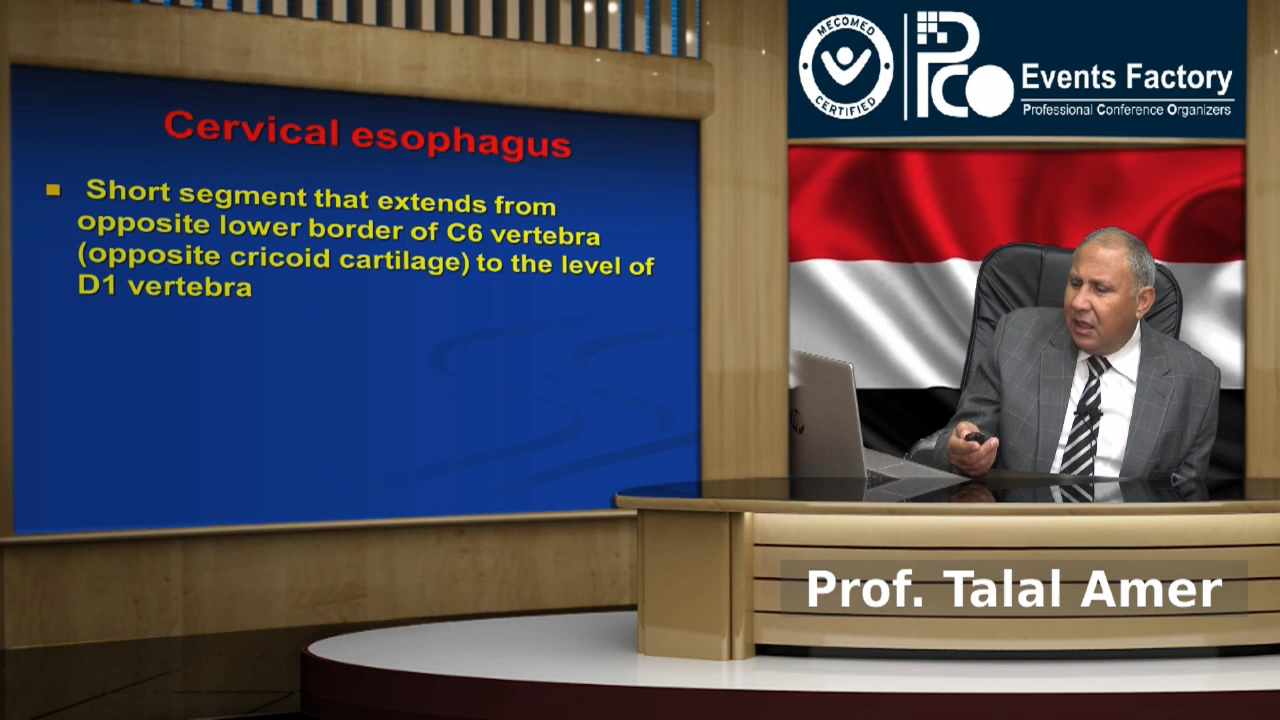 Cervical esophagus
Short segment that extends from
opposite lower border of C6 vertebra
(opposite cricoid cartilage) to the level of
D1 vertebra
MECOMED
CERTIFIED
PCO
Events Factory
Professional Conference Organizers
hp
Prof. Talal Amer